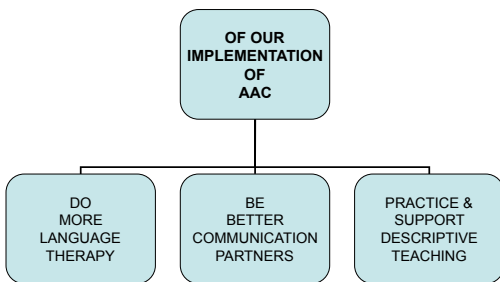 OF OUR
IMPLEMENTATION
OF
AAC
DO
MORE
LANGUAGE
THERAPY
BE
BETTER
COMMUNICATION
PARTNERS
PRACTICE &
SUPPORT
DESCRIPTIVE
TEACHING